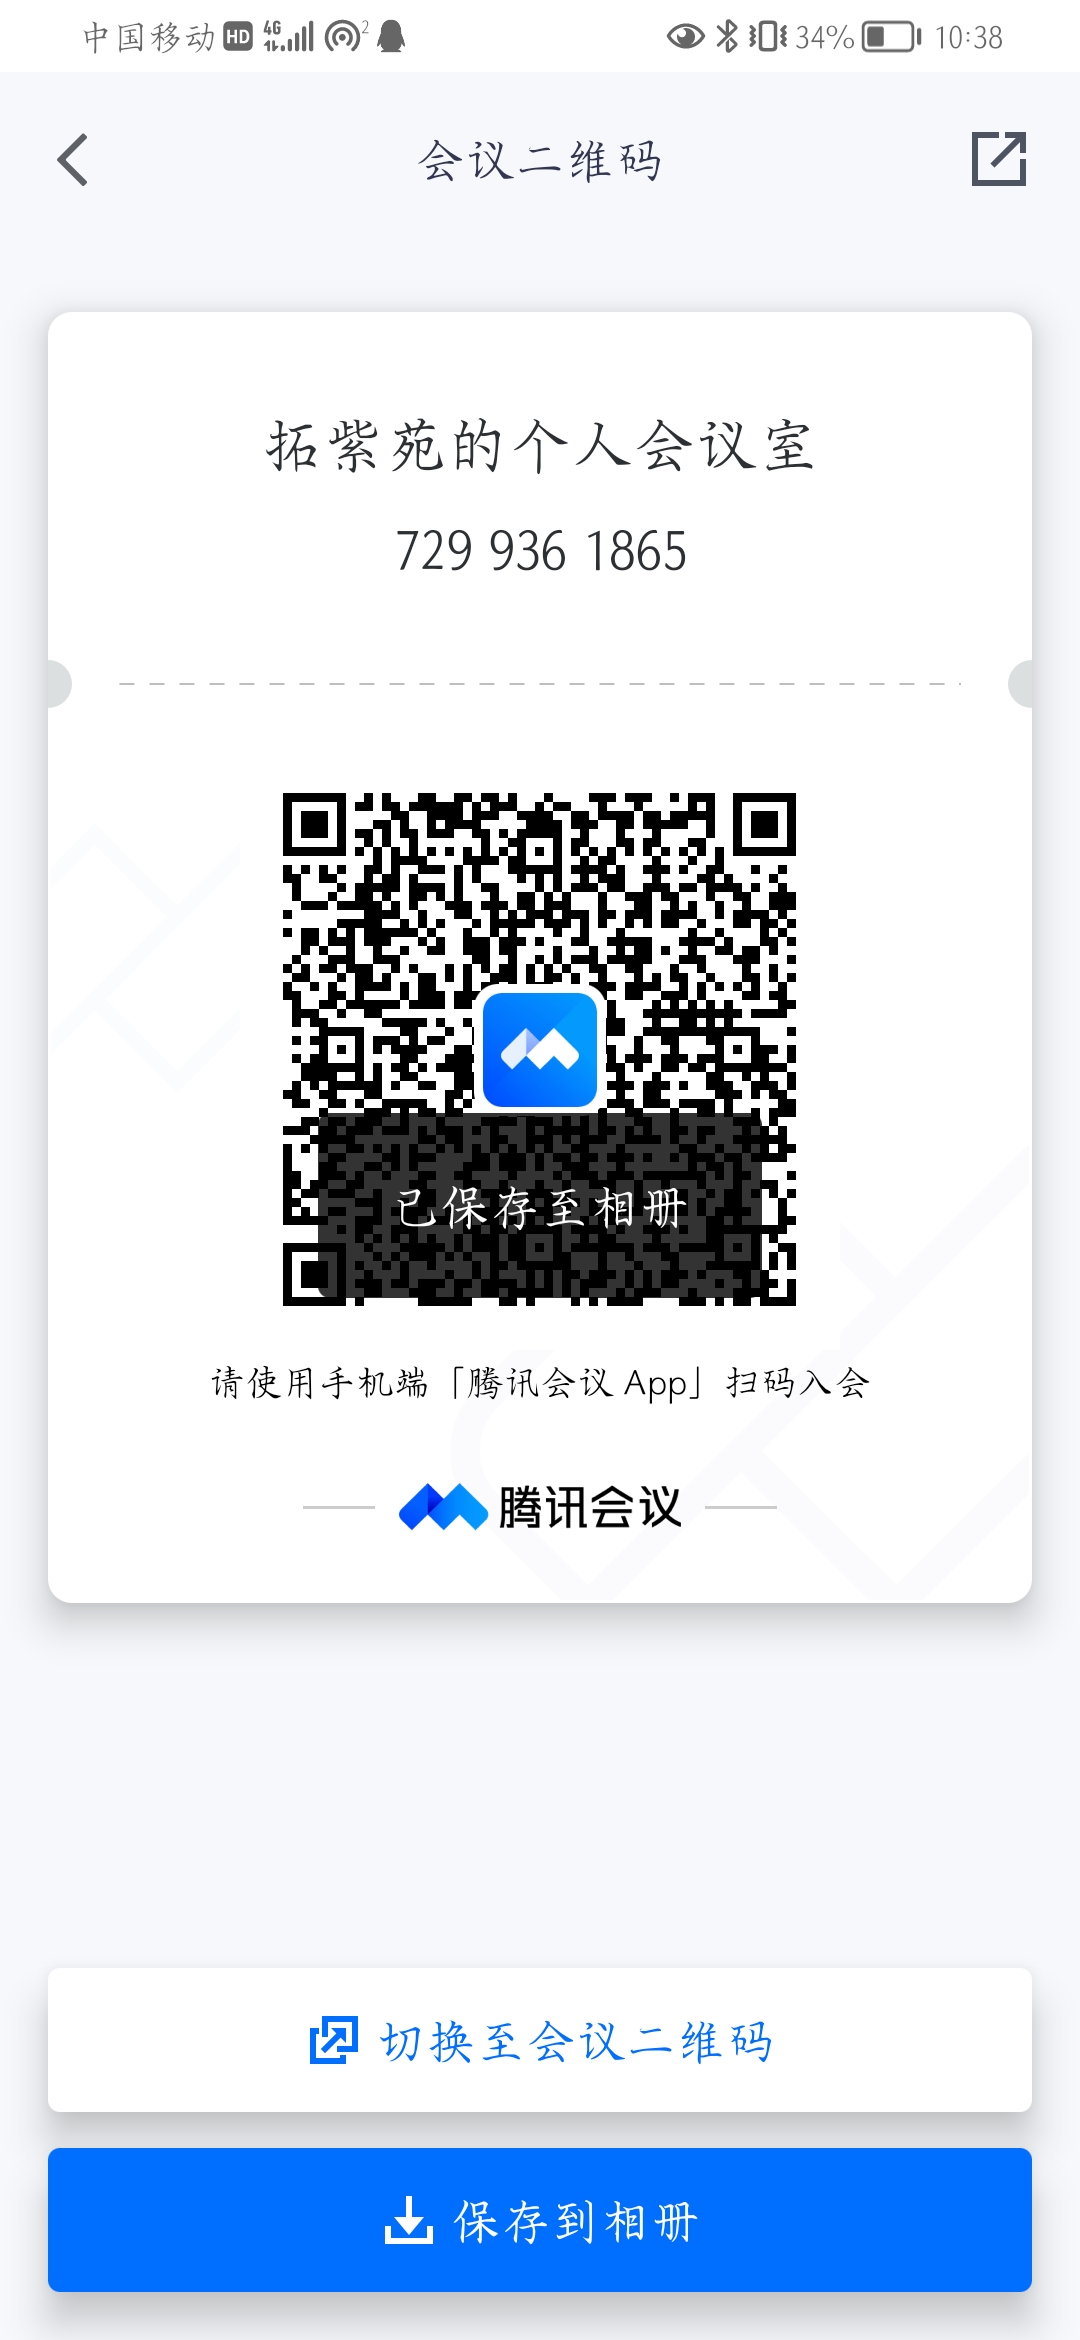 中国移动 HD 4G 2 34% 10:38
会议二维码
拓紫苑的个人会议室
729 936 1865
已保存至相册
请使用手机端「腾讯会议 App」扫码入会
腾讯会议
切换至会议二维码
保存到相册